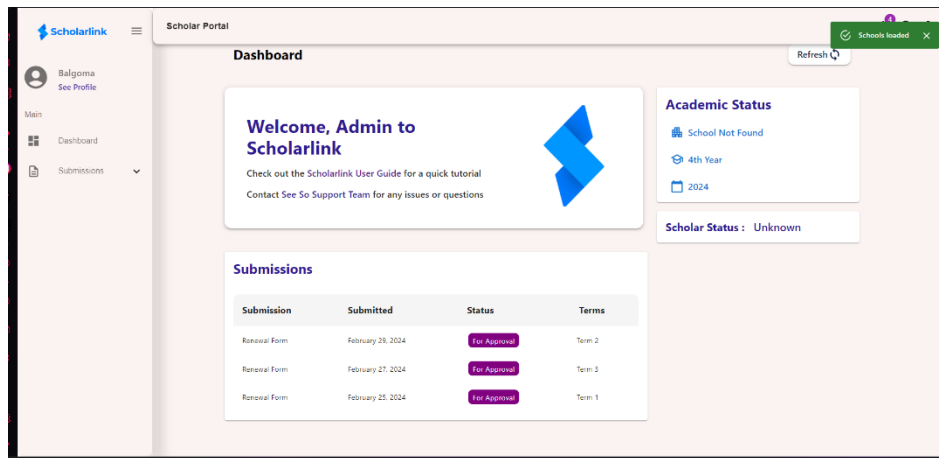 Scholarlink
Scholar Portal
4
Schools loaded
Balgoma
See Profile
Main
Dashboard
Submissions
Dashboard
Refresh
Welcome, Admin to
Scholarlink
Check out the Scholarlink User Guide for a quick tutorial
Contact See So Support Team for any issues or questions
Academic Status
School Not Found
4th Year
2024
Scholar Status : Unknown
Submissions
Submission Submitted Status Terms
Renewal Form February 29, 2024 For Approval Term 2
Renewal Form February 27, 2024 For Approval Term 3
Renewal Form February 25, 2024 For Approval Term 1